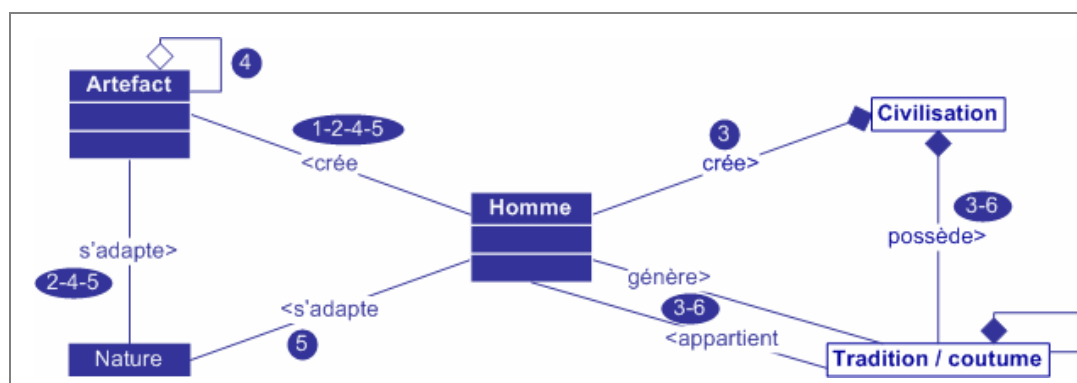 4
Artefact
1-2-4-5
<crée
3
crée>
Civilisation
Homme
3-6
possède>
s'adapte>
2-4-5
<s'adapte
5
génère>
3-6
<appartient
Nature
Tradition / coutume